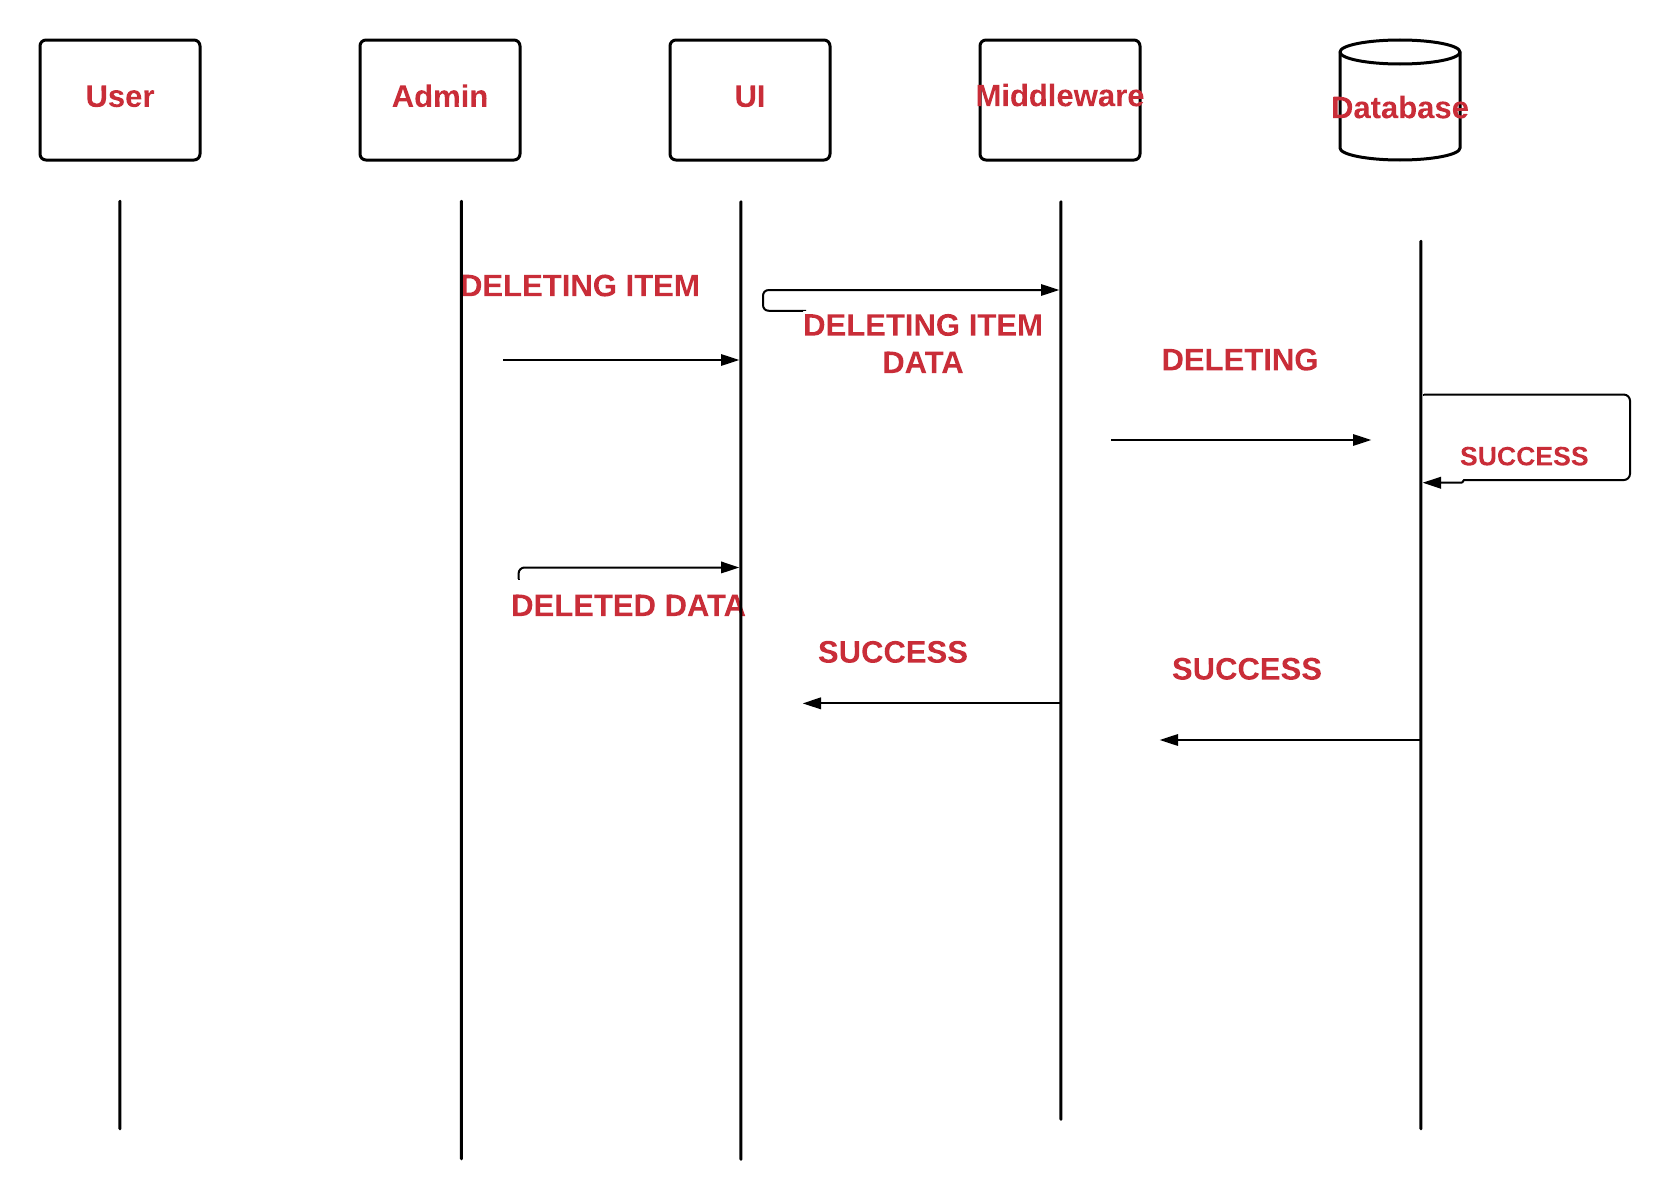 User
Admin
UI
Middleware
Database
DELETING ITEM
DELETING ITEM
DATA
DELETING
SUCCESS
DELETED DATA
SUCCESS
SUCCESS